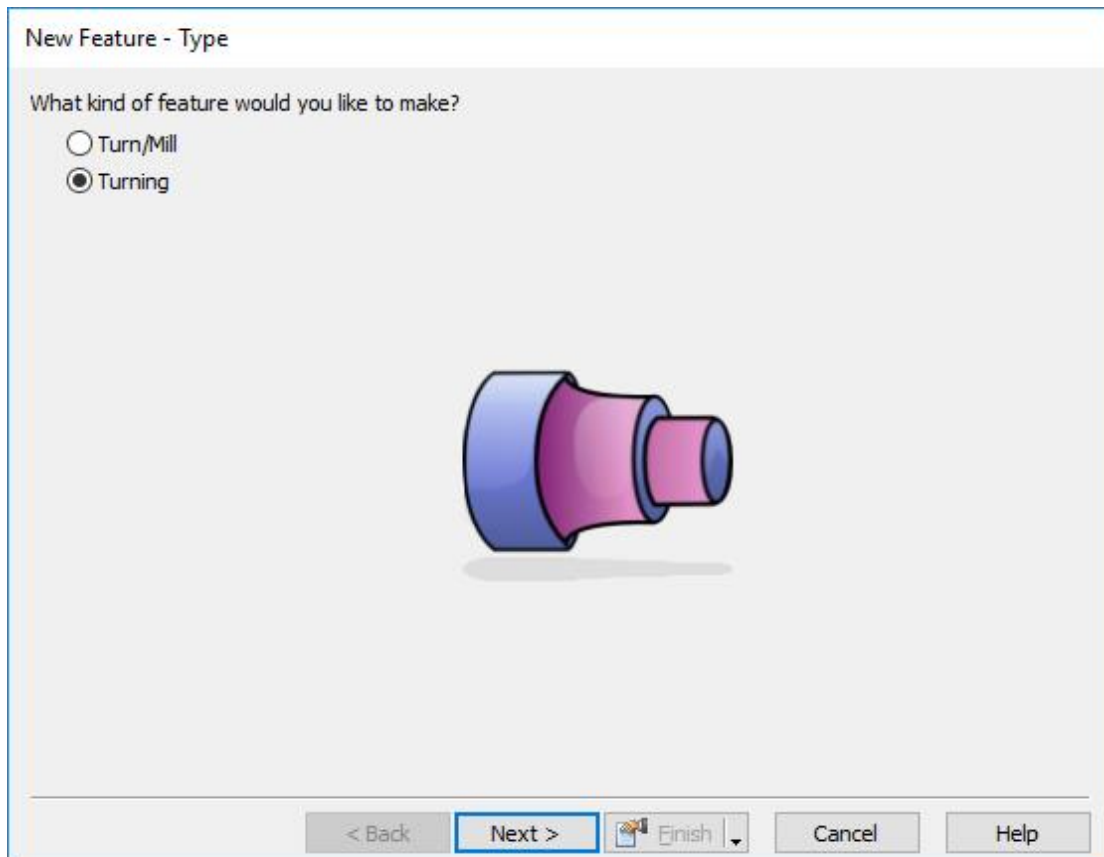 New Feature - Type
What kind of feature would you like to make?
Turn/Mill
Turning
< Back Next > Finish Cancel Help